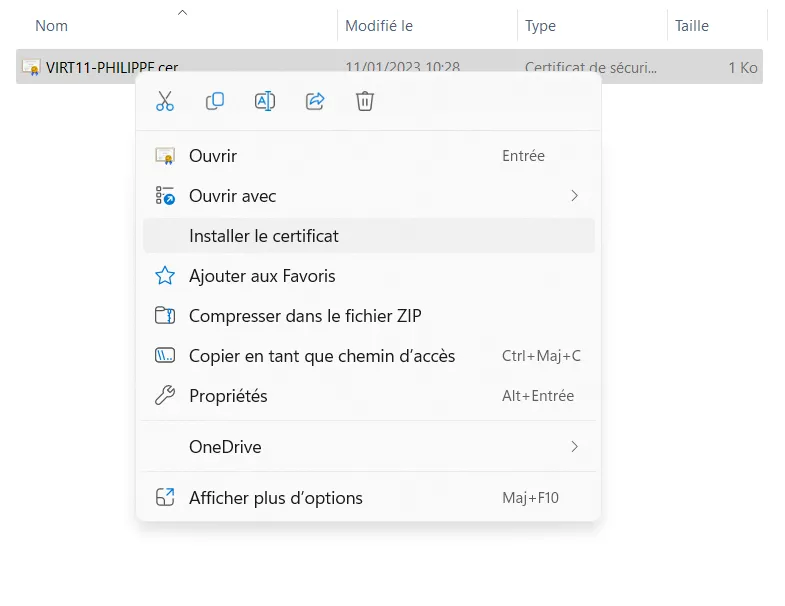 Nom Modifié le Type Taille
VIRT11-PHILIPPE.cer 11/01/2023 10:28 Certificat de sécuri... 1 Ko
Ouvrir Entrée
Ouvrir avec
Installer le certificat
Ajouter aux Favoris
Compresser dans le fichier ZIP
Copier en tant que chemin d’accès Ctrl+Maj+C
Propriétés Alt+Entrée
OneDrive
Afficher plus d’options Maj+F10